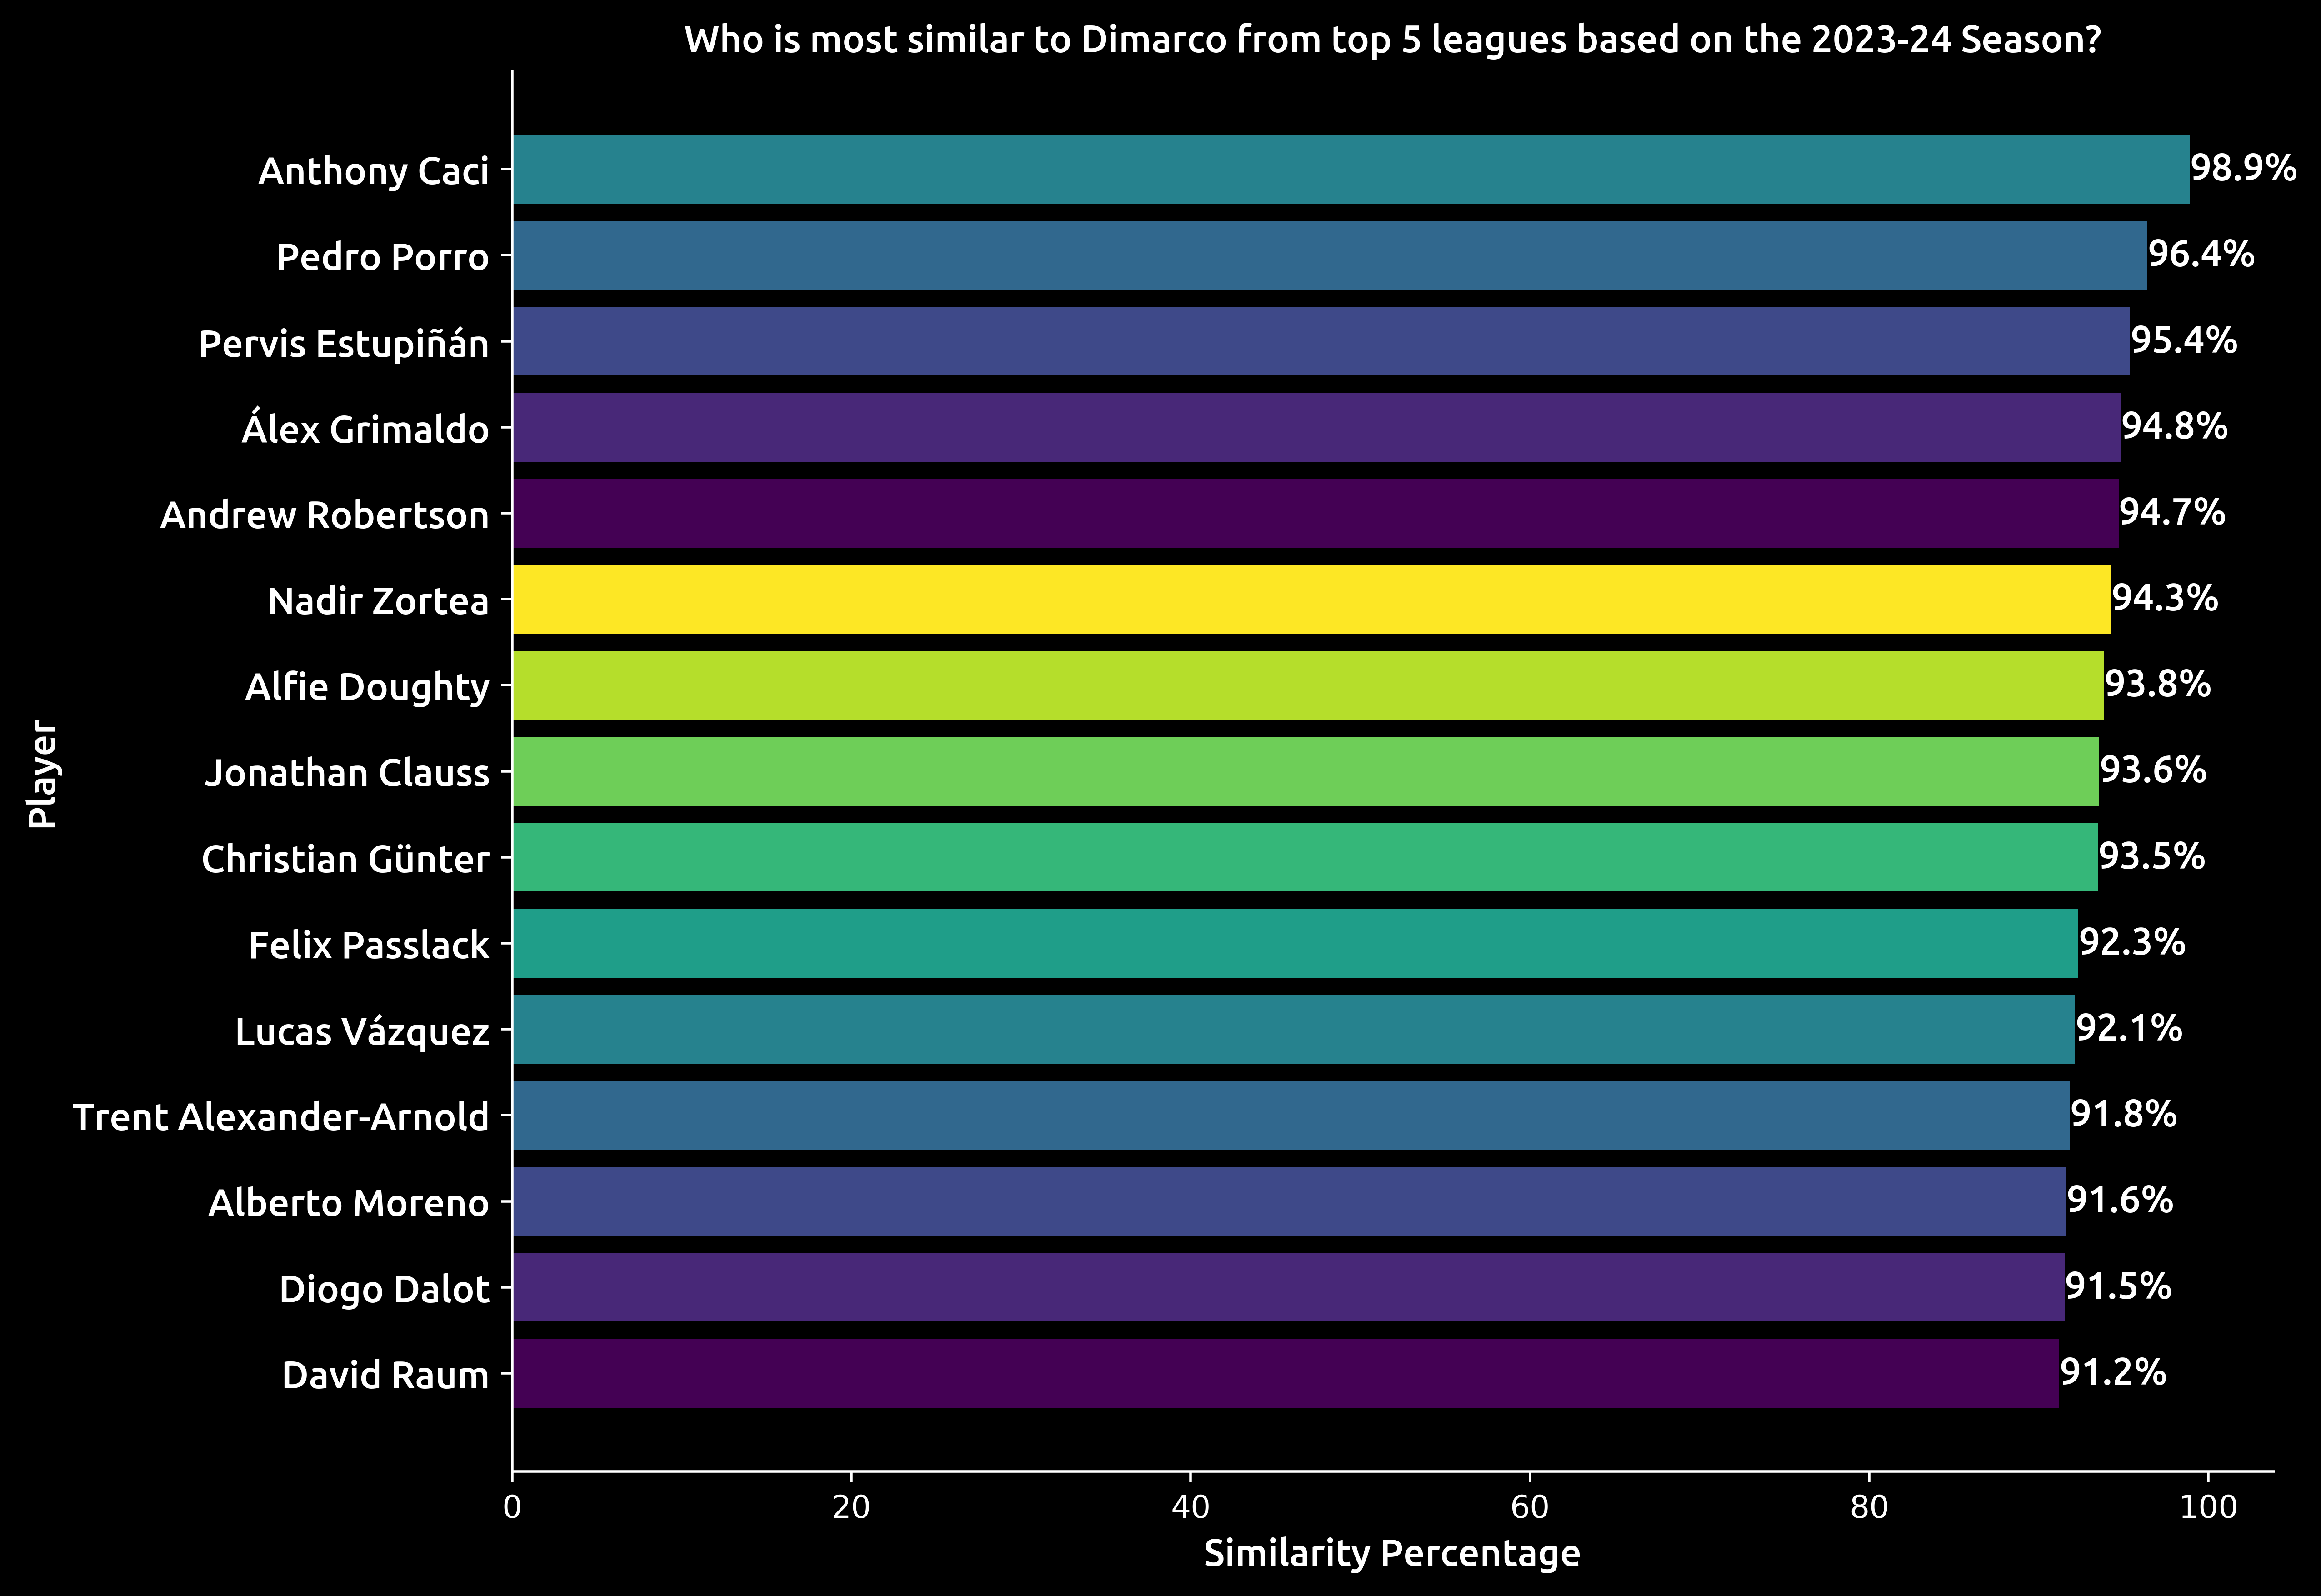 Who is most similar to Dimarco from top 5 leagues based on the 2023-24 Season?
Anthony Caci 98.9%
Pedro Porro 96.4%
Pervis Estupiñán 95.4%
Álex Grimaldo 94.8%
Andrew Robertson 94.7%
Nadir Zortea 94.3%
Alfie Doughty 93.8%
Jonathan Clauss 93.6%
Christian Günter 93.5%
Felix Passlack 92.3%
Lucas Vázquez 92.1%
Trent Alexander-Arnold 91.8%
Alberto Moreno 91.6%
Diogo Dalot 91.5%
David Raum 91.2%
Player
0 20 40 60 80 100
Similarity Percentage